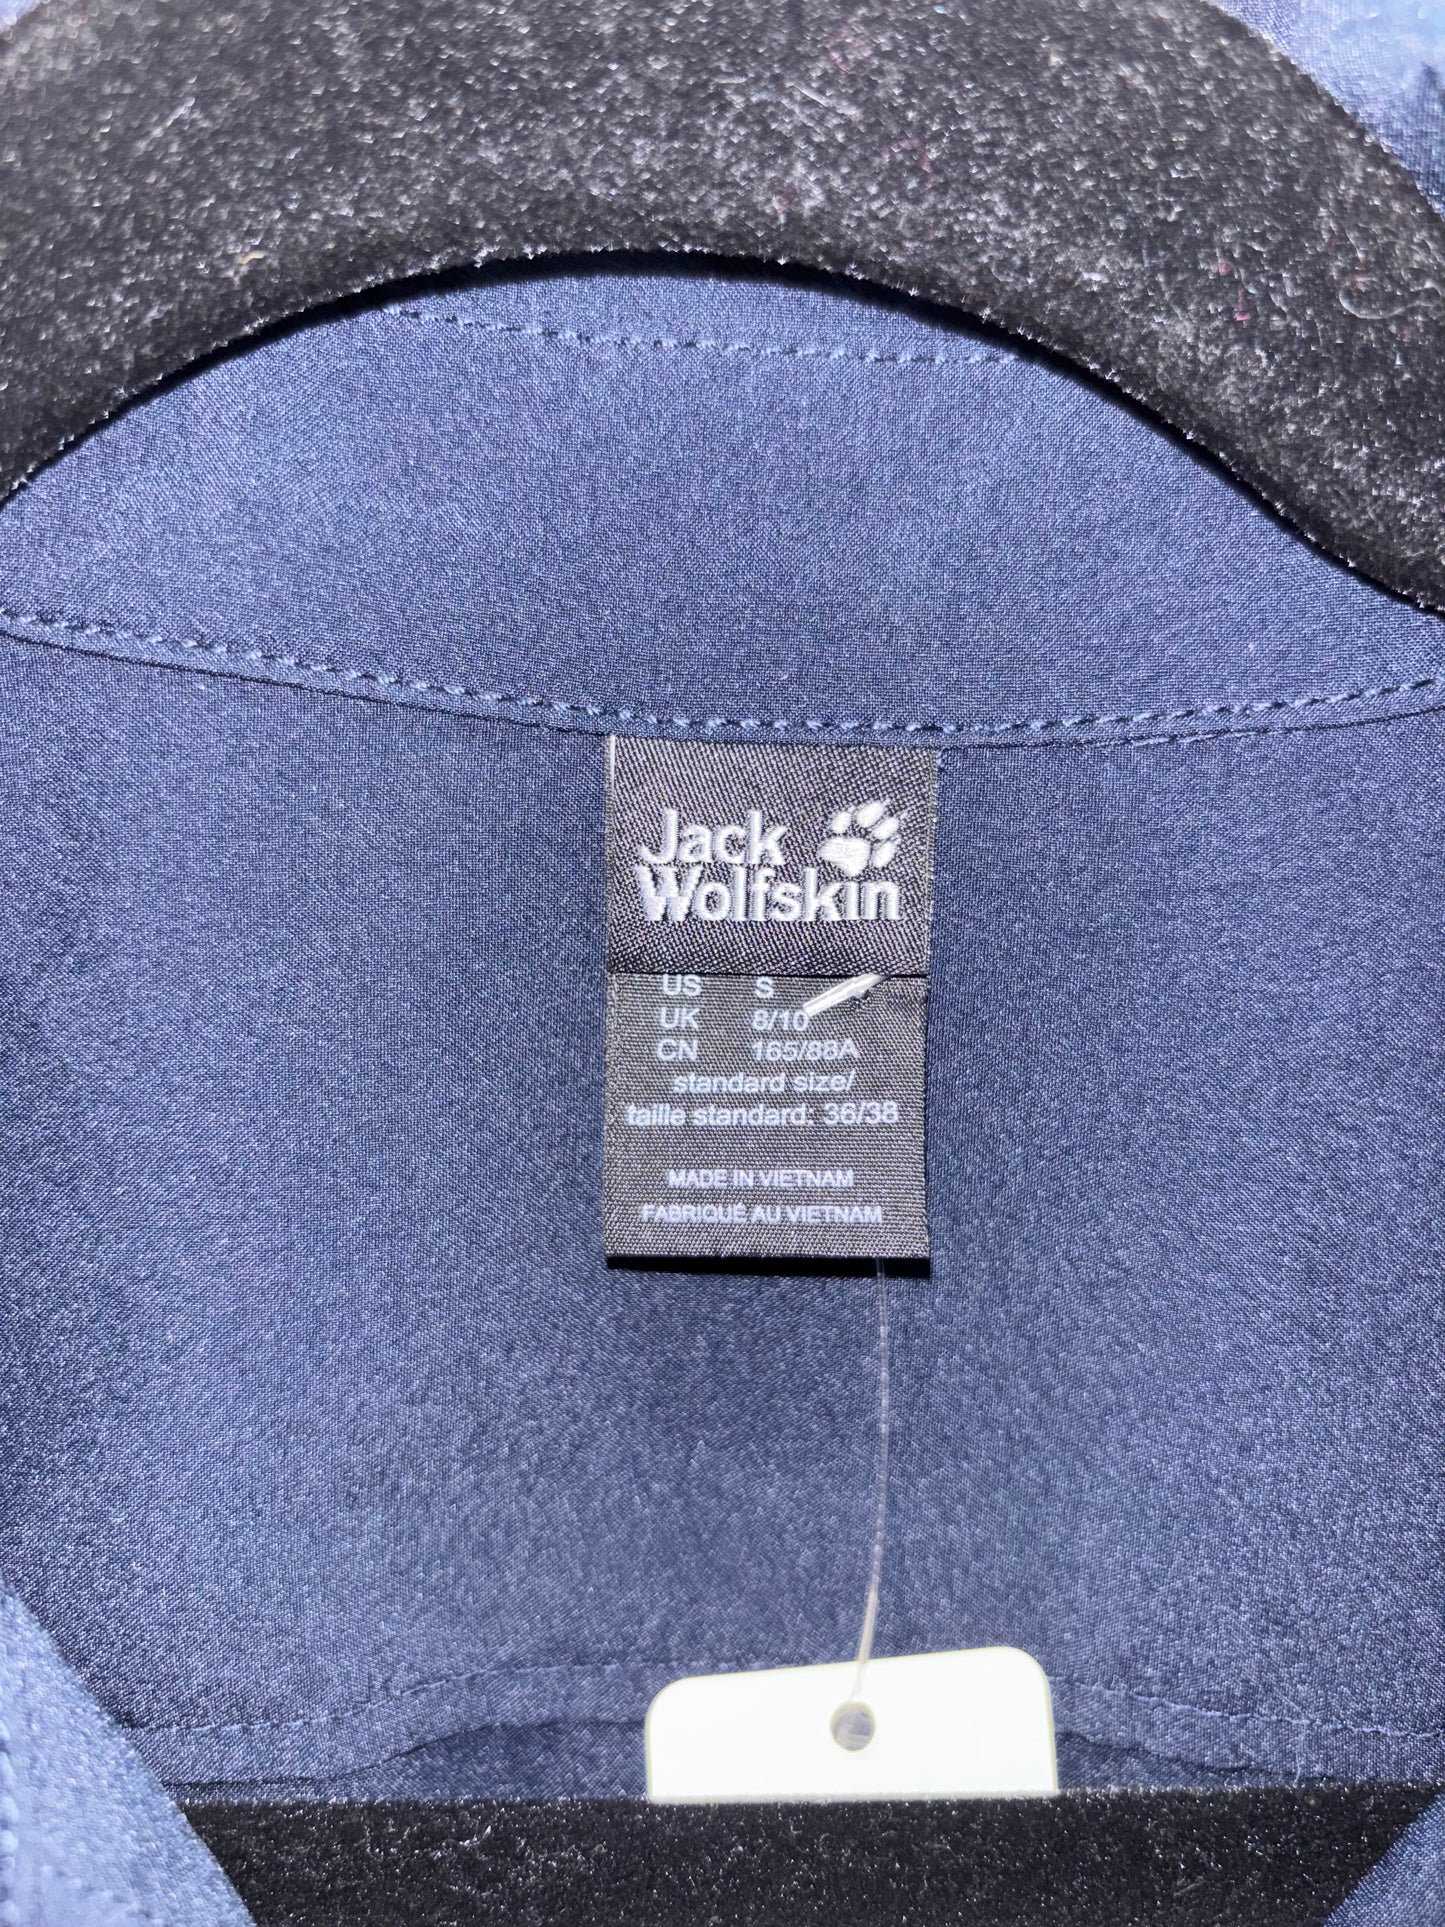 Jack
Wolfskin
US S
UK 8/10
CN 165/88A
standard size/
taille standard: 36/38
MADE IN VIETNAM
FABRIQUÉ AU VIETNAM